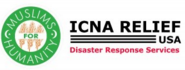 MUSLIMS
FOR
HUMANITY
ICNA RELIEF
USA
Disaster Response Services